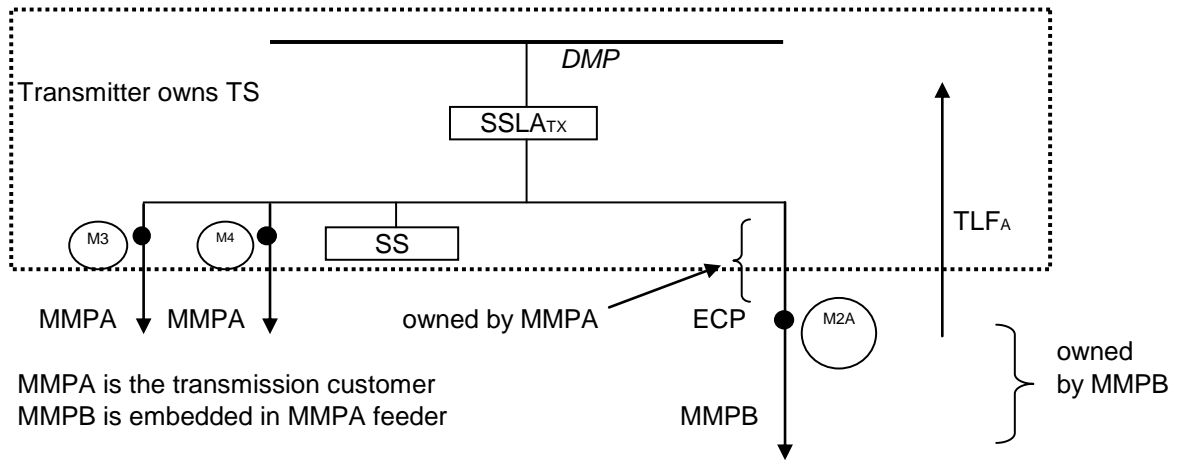 DMP
Transmitter owns TS
SSLATX
TLFA
M3
M4
SS
MMPA
MMPA
owned by MMPA
ECP
M2A
owned
by MMPB
MMPA is the transmission customer
MMPB is embedded in MMPA feeder
MMPB